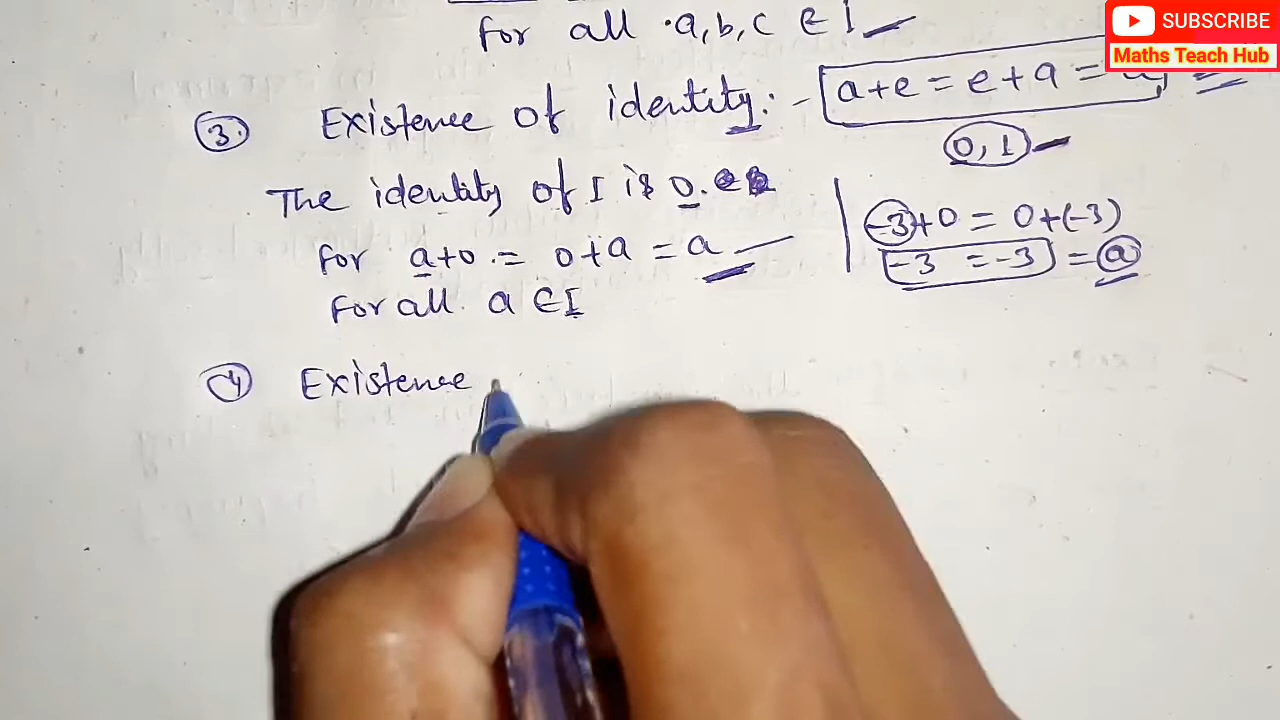 for all a, b, c ∈ I
SUBSCRIBE
Maths Teach Hub
3. Existence of identity:- a+e = e+a = a
0, 1
The identity of I is 0.
for a+0 = 0+a = a
for all a ∈ I
-3+0 = 0+(-3)
-3 = -3 = a
4 Existence